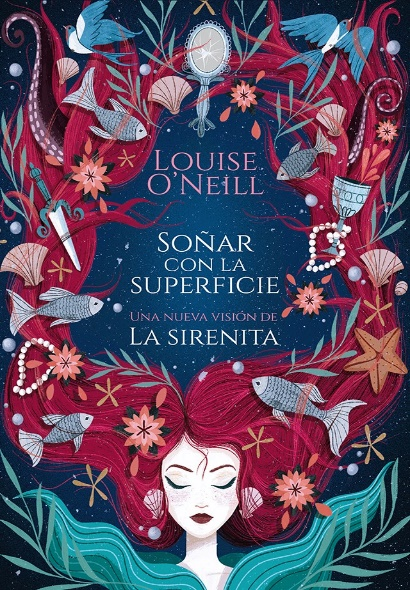 LOUISE
O'NEILL
SOÑAR
CON LA
SUPERFICIE
UNA NUEVA VISIÓN DE
LA SIRENITA